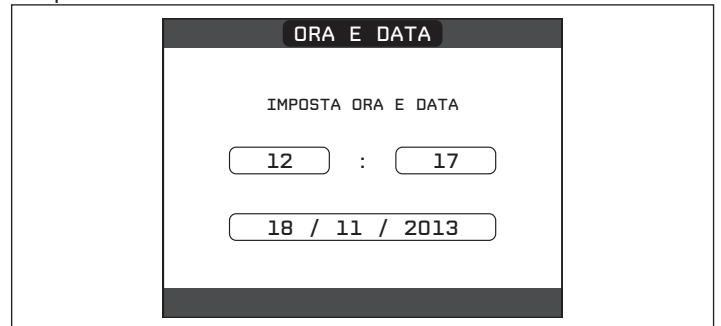 ORA E DATA
IMPOSTA ORA E DATA
12 : 17
18 / 11 / 2013